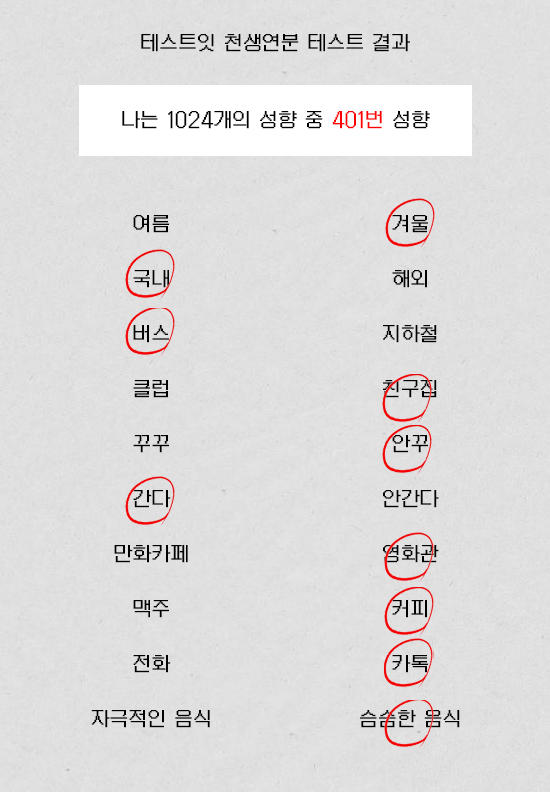 테스트잇 천생연분 테스트 결과
나는 1024개의 성향 중 401번 성향
여름 겨울
국내 해외
버스 지하철
클럽 친구집
꾸꾸 안꾸
간다 안간다
만화카페 영화관
맥주 커피
전화 카톡
자극적인 음식 슴슴한 음식